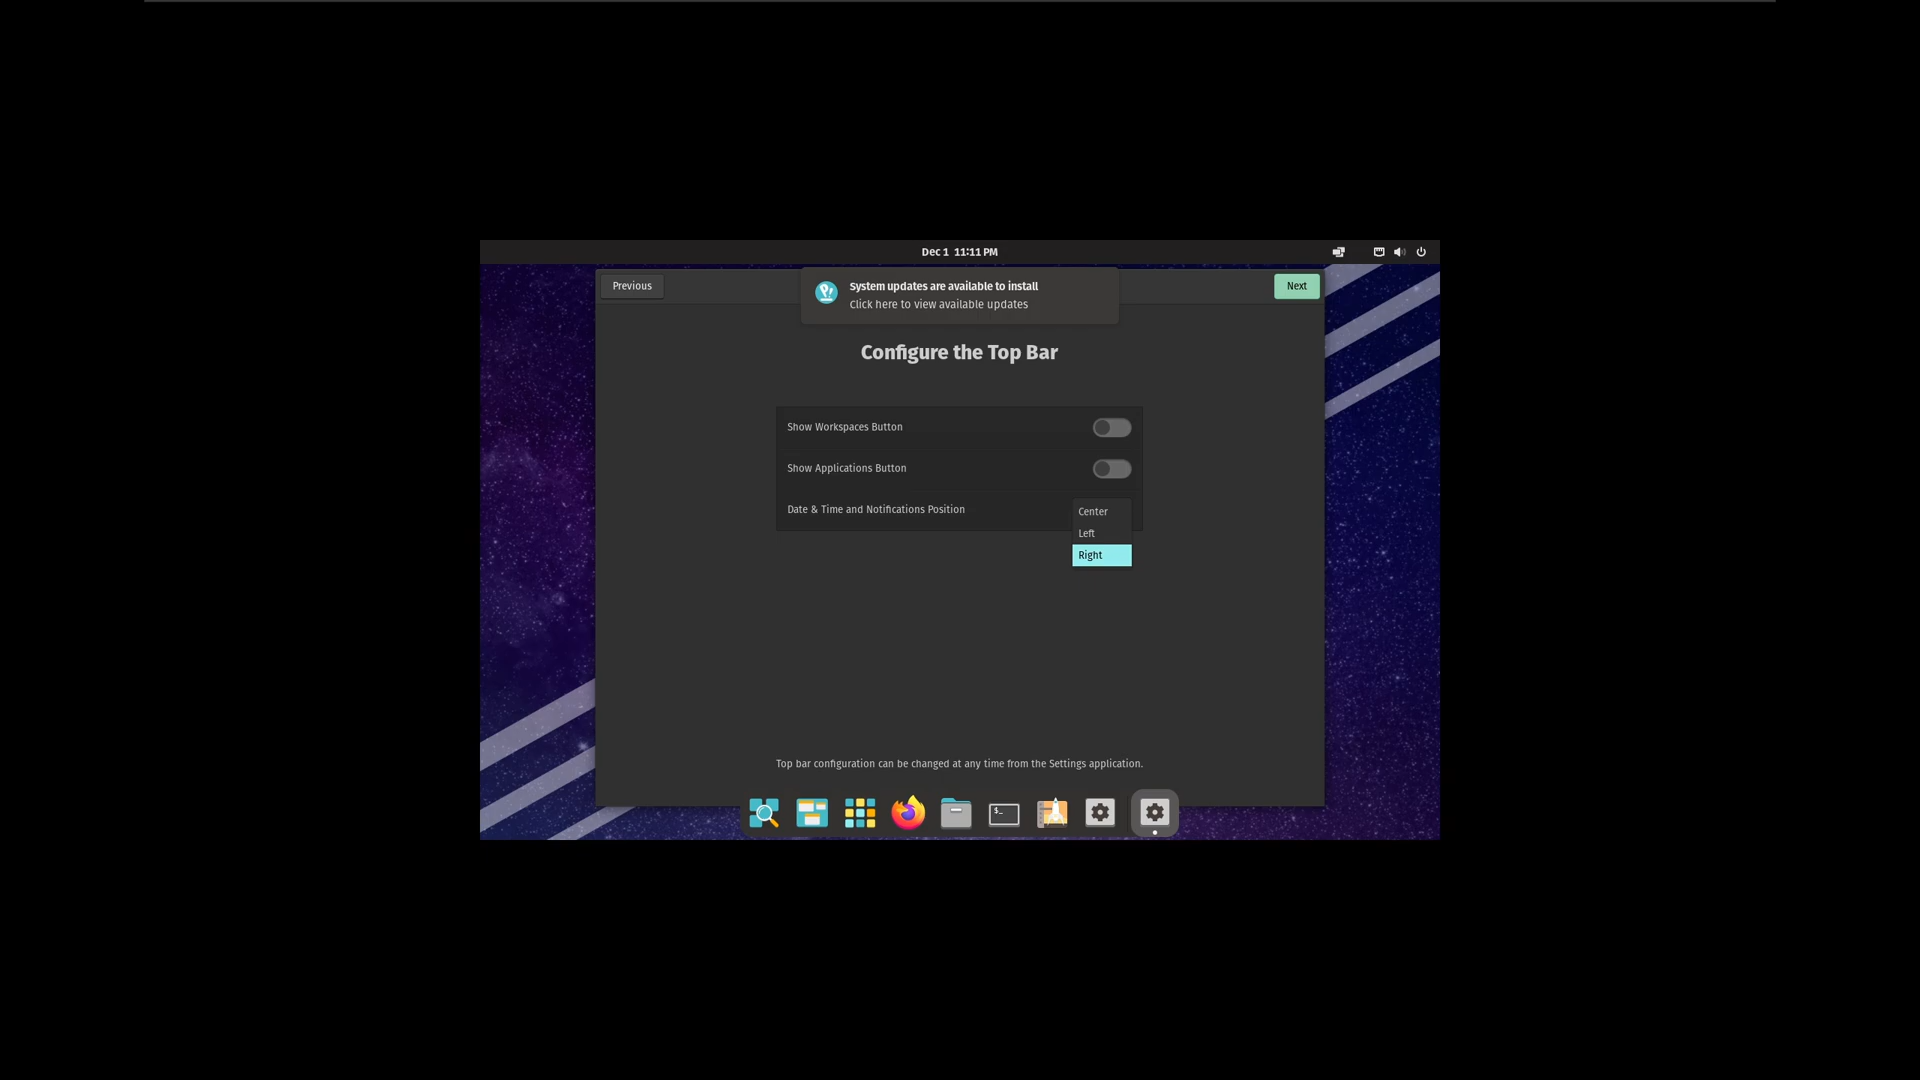 Dec 1 11:11 PM
Previous
System updates are available to install
Click here to view available updates
Next
Configure the Top Bar
Show Workspaces Button
Show Applications Button
Date & Time and Notifications Position
Center
Left
Right
Top bar configuration can be changed at any time from the Settings application.
$_